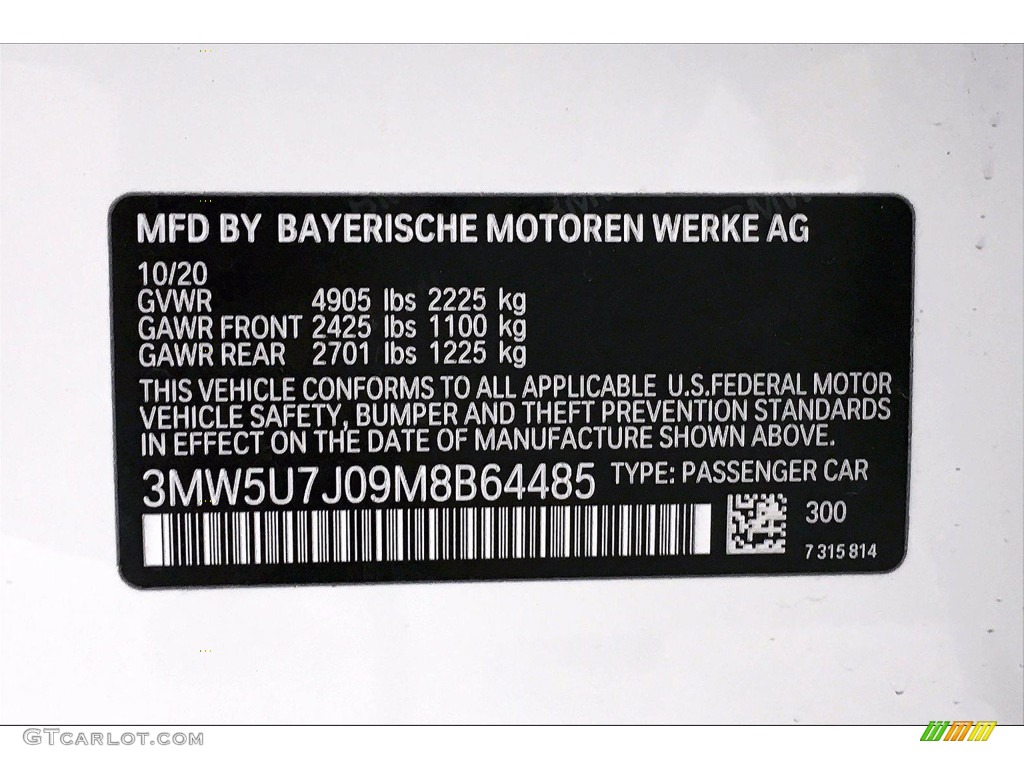 MFD BY BAYERISCHE MOTOREN WERKE AG
10/20
GVWR 4905 lbs 2225 kg
GAWR FRONT 2425 lbs 1100 kg
GAWR REAR 2701 lbs 1225 kg
THIS VEHICLE CONFORMS TO ALL APPLICABLE U.S.FEDERAL MOTOR
VEHICLE SAFETY, BUMPER AND THEFT PREVENTION STANDARDS
IN EFFECT ON THE DATE OF MANUFACTURE SHOWN ABOVE.
3MW5U7J09M8B64485 TYPE: PASSENGER CAR
300
7 315 814
GTCARLOT.COM